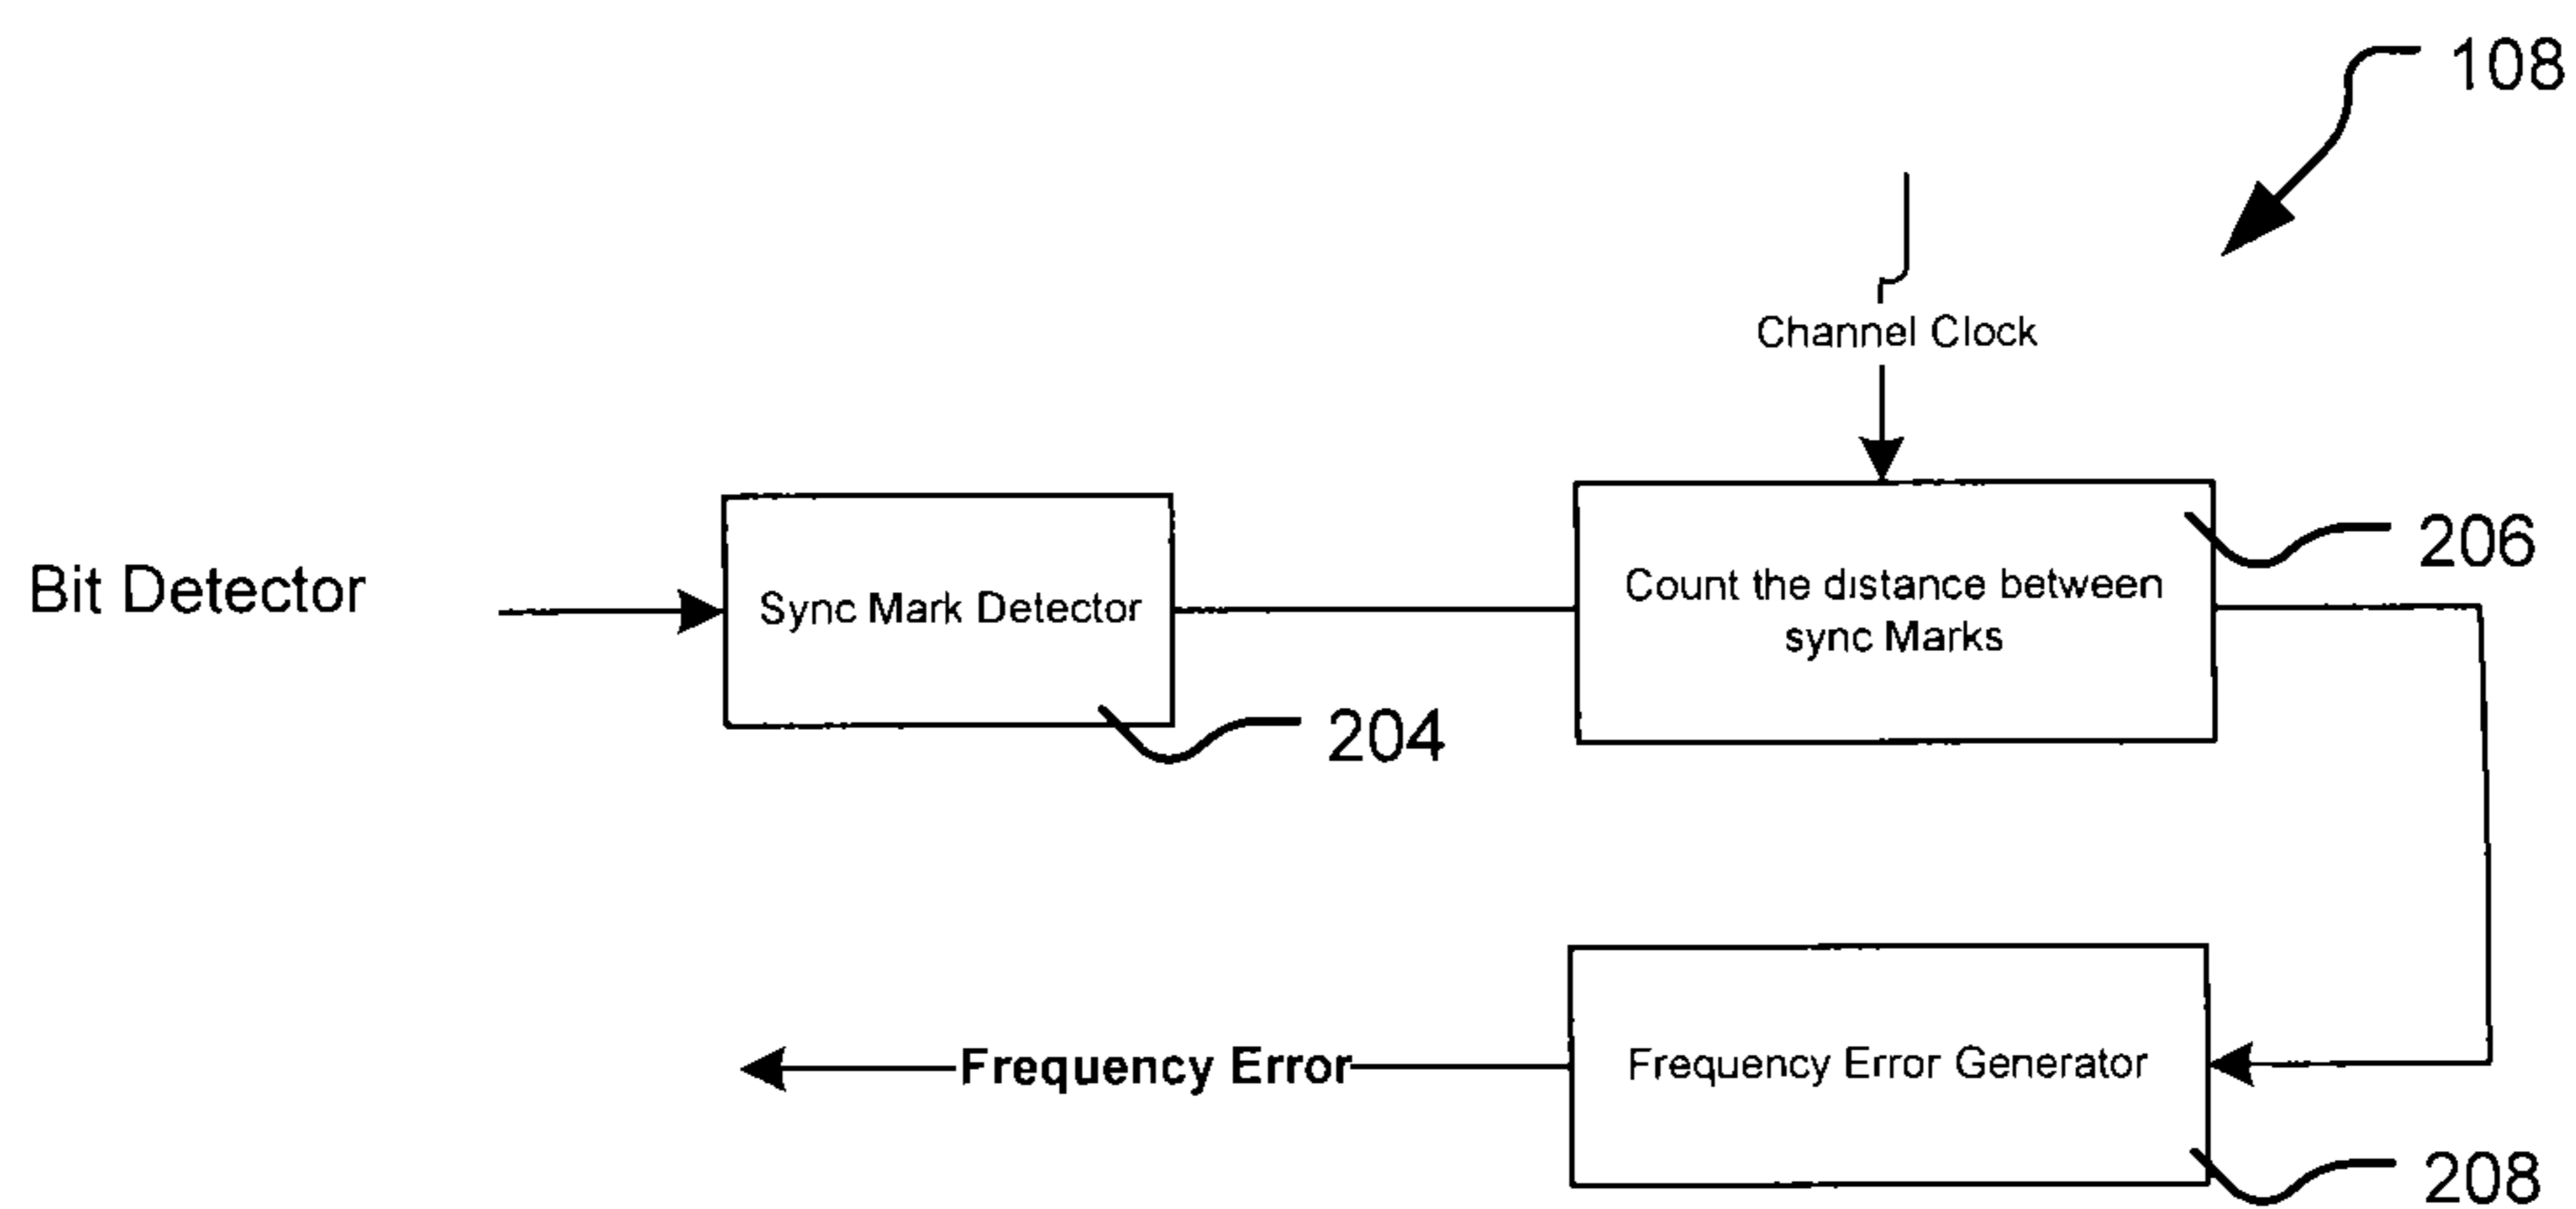 108
Channel Clock
Bit Detector
Sync Mark Detector
Count the distance between
sync Marks
206
204
Frequency Error
Frequency Error Generator
208